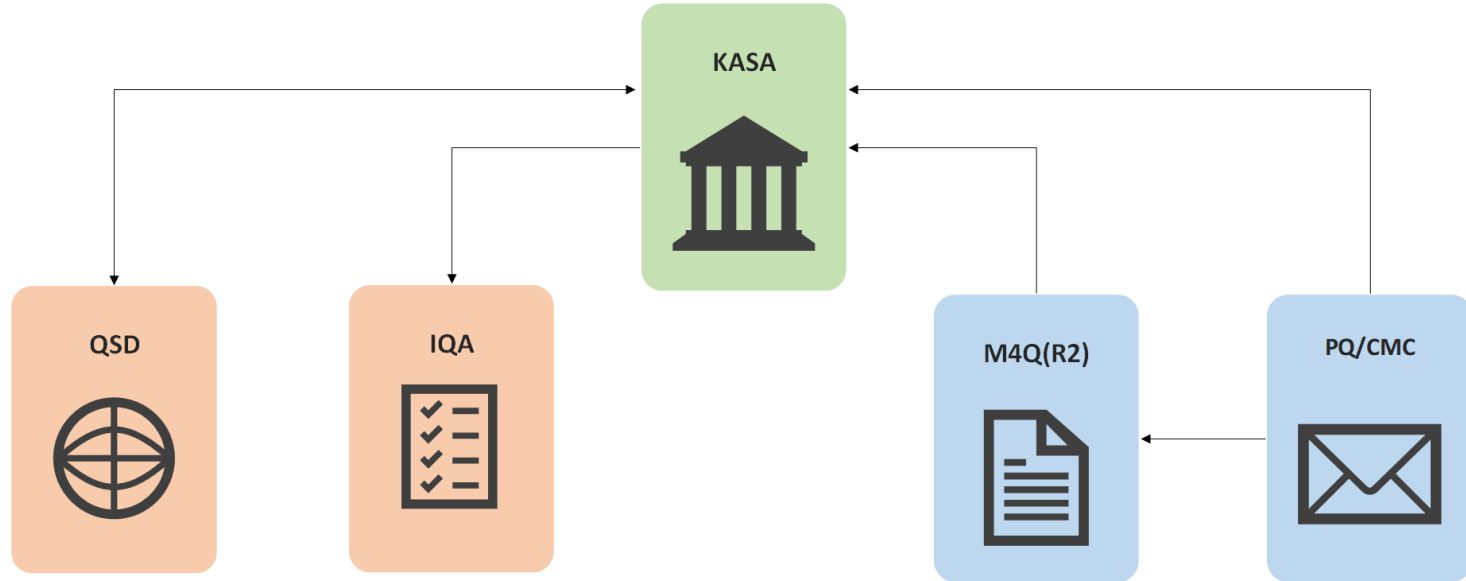 KASA
QSD
IQA
M4Q(R2)
PQ/CMC